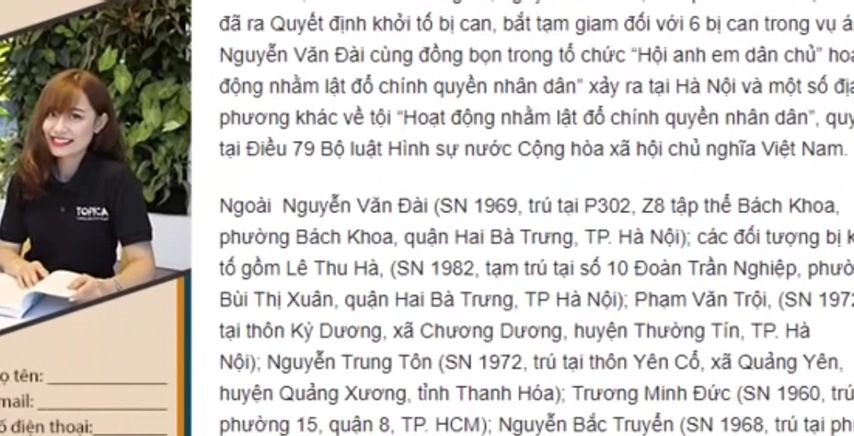 đã ra Quyết định khởi tố bị can, bắt tạm giam đối với 6 bị can trong vụ
Nguyễn Văn Đài cùng đồng bọn trong tổ chức “Hội anh em dân chủ”
động nhằm lật đổ chính quyền nhân dân” xảy ra tại Hà Nội và một số
phương khác về tội “Hoạt động nhằm lật đổ chính quyền nhân dân”,
tại Điều 79 Bộ luật Hình sự nước Cộng hòa xã hội chủ nghĩa Việt Nam.
Ngoài Nguyễn Văn Đài (SN 1969, trú tại P302, Z8 tập thể Bách Khoa,
phường Bách Khoa, quận Hai Bà Trưng, TP. Hà Nội); các đối tượng bị
tố gồm Lê Thu Hà, (SN 1982, tạm trú tại số 10 Đoàn Trần Nghiệp,
Bùi Thị Xuân, quận Hai Bà Trưng, TP Hà Nội); Phạm Văn Trội, (SN 1972
tại thôn Kỳ Dương, xã Chương Dương, huyện Thường Tín, TP. Hà
Nội); Nguyễn Trung Tôn (SN 1972, trú tại thôn Yên Cổ, xã Quảng Yên,
huyện Quảng Xương, tỉnh Thanh Hóa); Trương Minh Đức (SN 1960, trú
phường 15, quận 8, TP. HCM); Nguyễn Bắc Truyển (SN 1968, trú tại
TOPICA
ọ tên:
mail:
ố điện thoại: